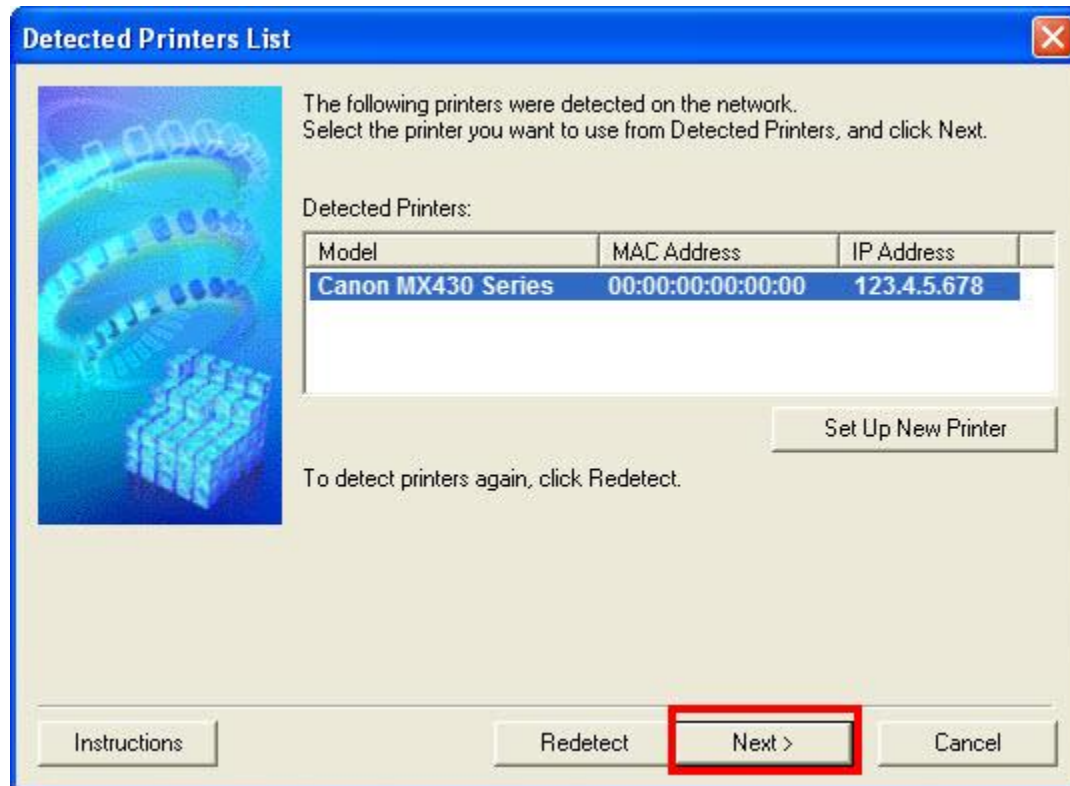 Detected Printers List
The following printers were detected on the network.
Select the printer you want to use from Detected Printers, and click Next.
Detected Printers:
Model MAC Address IP Address
Canon MX430 Series 00:00:00:00:00:00 123.4.5.678
Set Up New Printer
To detect printers again, click Redetect.
Instructions Redetect Next > Cancel